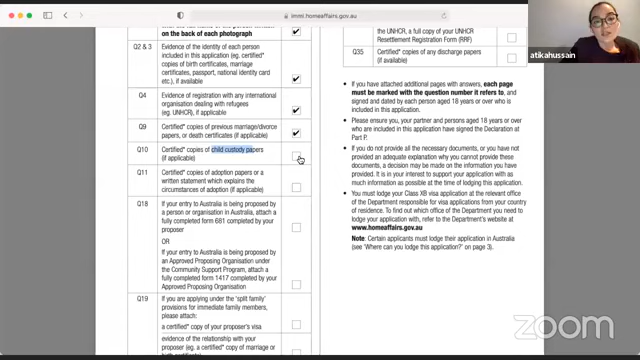 immi.homeaffairs.gov.au
on the back of each photograph
Q2 & 3
Evidence of the identity of each person
included in this application (eg. certified*
copies of birth certificates, marriage
certificates, passport, national identity card
etc.), if available
Q4
Evidence of registration with any international
organisation dealing with refugees
(eg. UNHCR), if applicable
Q9
Certified* copies of previous marriage/divorce
papers, or death certificates (if applicable)
Q10
Certified* copies of child custody papers
(if applicable)
Q11
Certified* copies of adoption papers or a
written statement which explains the
circumstances of adoption (if applicable)
Q18
If your entry to Australia is being proposed by
a person or organisation in Australia, attach a
fully completed form 681 completed by your
proposer
OR
If your entry to Australia is being proposed by
an Approved Proposing Organisation under
the Community Support Program, attach a
fully completed form 1417 completed by your
Approved Proposing Organisation
Q19
If you are applying under the 'split family'
provisions for immediate family members,
please attach:
a certified* copy of your proposer's visa
evidence of the relationship with your
proposer (eg. a certified* copy of marriage or
the UNHCR, a full copy of your UNHCR
Resettlement Registration Form (RRF)
Q35
Certified* copies of any discharge papers
(if available)
• If you have attached additional pages with answers, each page
must be marked with the question number it refers to, and
signed and dated by each person aged 18 years or over who is
included in this application.
• Please ensure you, your partner and persons aged 18 years or
over who are included in this application have signed the Declaration at
Part P.
• If you do not provide all the necessary documents, or you have not
provided an adequate explanation why you cannot provide these
documents, a decision may be made on the information you have
provided. It is in your interest to support your application with as
much information as possible at the time of lodging this application.
• You must lodge your Class XB visa application at the relevant office
of the Department responsible for visa applications from your country
of residence. To find out which office of the Department you need to
lodge your application with, refer to the Department's website at
www.homeaffairs.gov.au
Note: Certain applicants must lodge their application in Australia
(see 'Where can you lodge this application?' on page 3).
atikahussain
zoom